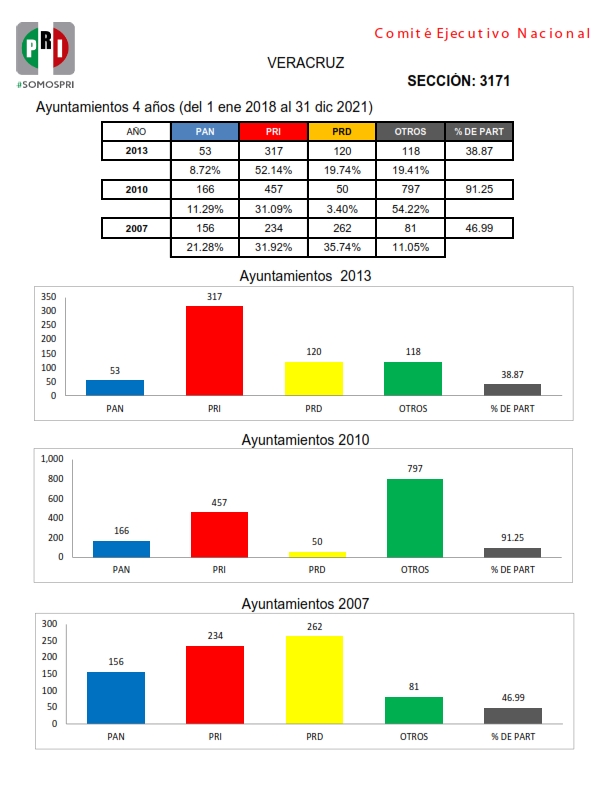 Comité Ejecutivo Nacional
PRI
#SOMOSPRI
VERACRUZ
SECCIÓN: 3171
Ayuntamientos 4 años (del 1 ene 2018 al 31 dic 2021)
AÑO PAN PRI PRD OTROS % DE PART
2013 53 317 120 118 38.87
8.72% 52.14% 19.74% 19.41%
2010 166 457 50 797 91.25
11.29% 31.09% 3.40% 54.22%
2007 156 234 262 81 46.99
21.28% 31.92% 35.74% 11.05%
Ayuntamientos 2013
350
300
250
200
150
100
50
0
53
317
120
118
38.87
PAN PRI PRD OTROS % DE PART
Ayuntamientos 2010
1,000
800
600
400
200
0
166
457
50
797
91.25
PAN PRI PRD OTROS % DE PART
Ayuntamientos 2007
300
250
200
150
100
50
0
156
234
262
81
46.99
PAN PRI PRD OTROS % DE PART